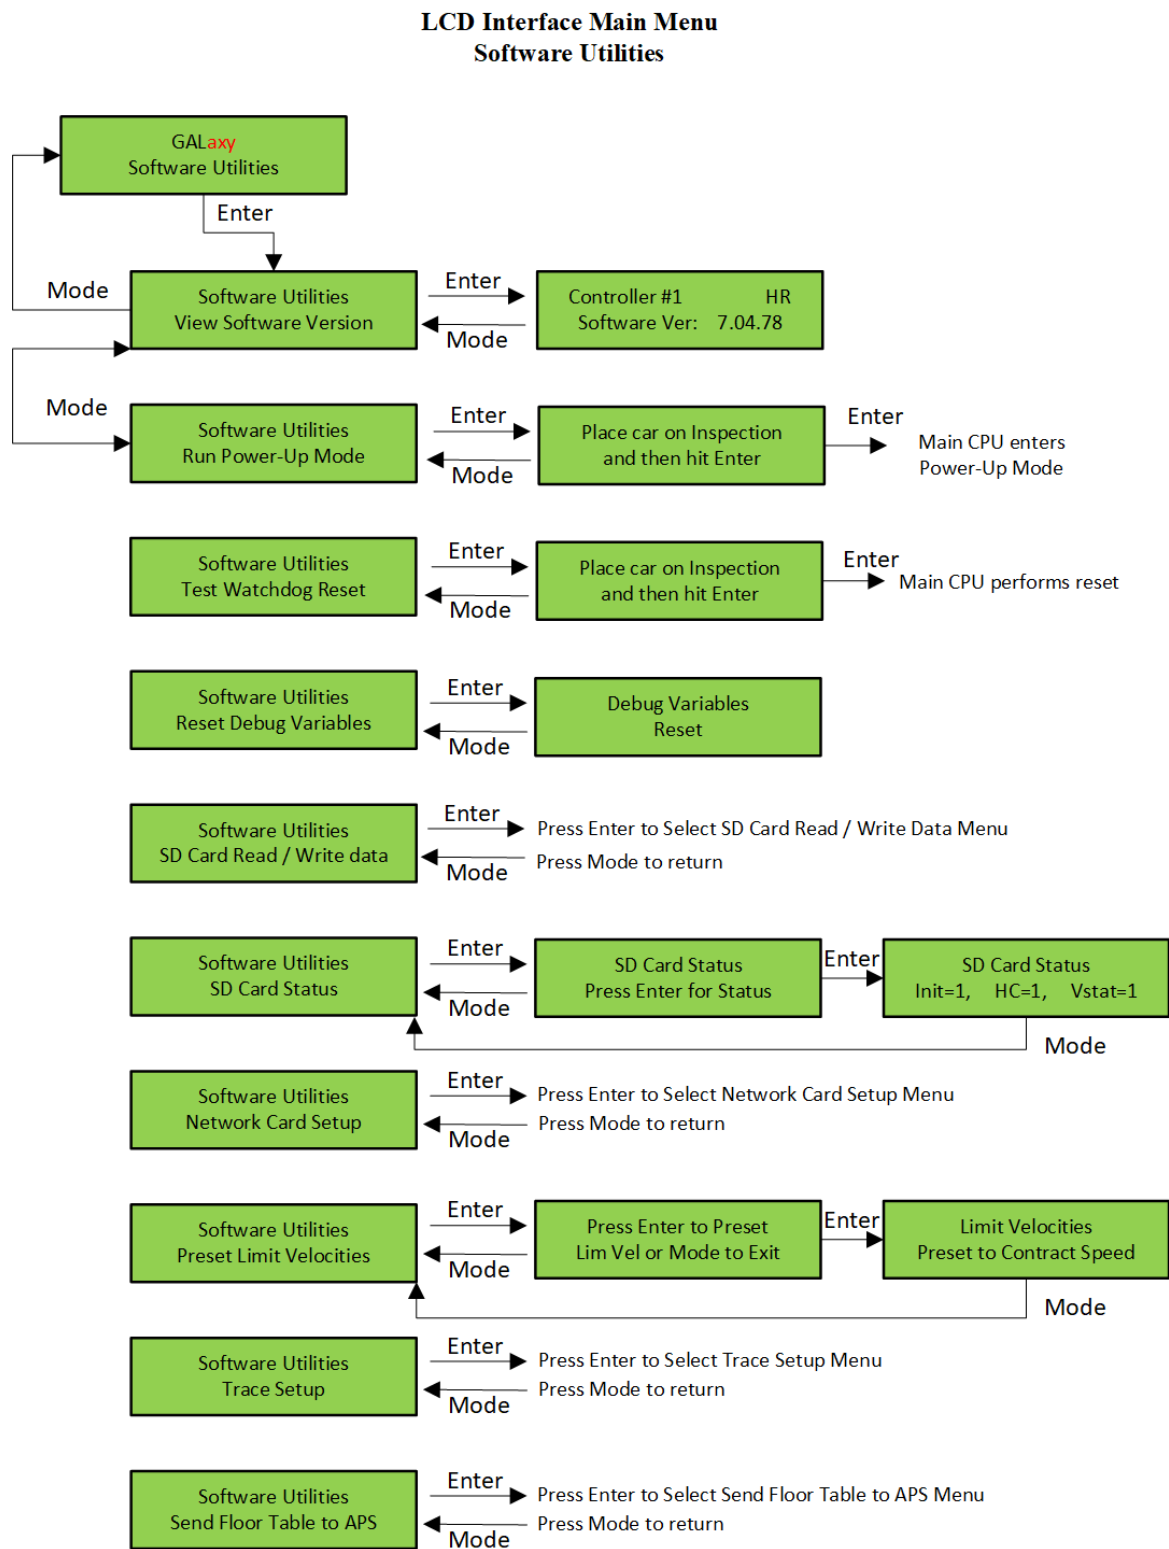 LCD Interface Main Menu
Software Utilities
GALaxy
Software Utilities
Enter
Mode
Software Utilities
View Software Version
Enter
Mode
Controller #1 HR
Software Ver: 7.04.78
Mode
Software Utilities
Run Power-Up Mode
Enter
Mode
Place car on Inspection
and then hit Enter
Enter
Main CPU enters
Power-Up Mode
Software Utilities
Test Watchdog Reset
Enter
Mode
Place car on Inspection
and then hit Enter
Enter
Main CPU performs reset
Software Utilities
Reset Debug Variables
Enter
Mode
Debug Variables
Reset
Software Utilities
SD Card Read / Write data
Enter
Mode
Press Enter to Select SD Card Read / Write Data Menu
Press Mode to return
Software Utilities
SD Card Status
Enter
Mode
SD Card Status
Press Enter for Status
Enter
SD Card Status
Init=1, HC=1, Vstat=1
Mode
Software Utilities
Network Card Setup
Enter
Mode
Press Enter to Select Network Card Setup Menu
Press Mode to return
Software Utilities
Preset Limit Velocities
Enter
Mode
Press Enter to Preset
Lim Vel or Mode to Exit
Enter
Limit Velocities
Preset to Contract Speed
Mode
Software Utilities
Trace Setup
Enter
Mode
Press Enter to Select Trace Setup Menu
Press Mode to return
Software Utilities
Send Floor Table to APS
Enter
Mode
Press Enter to Select Send Floor Table to APS Menu
Press Mode to return